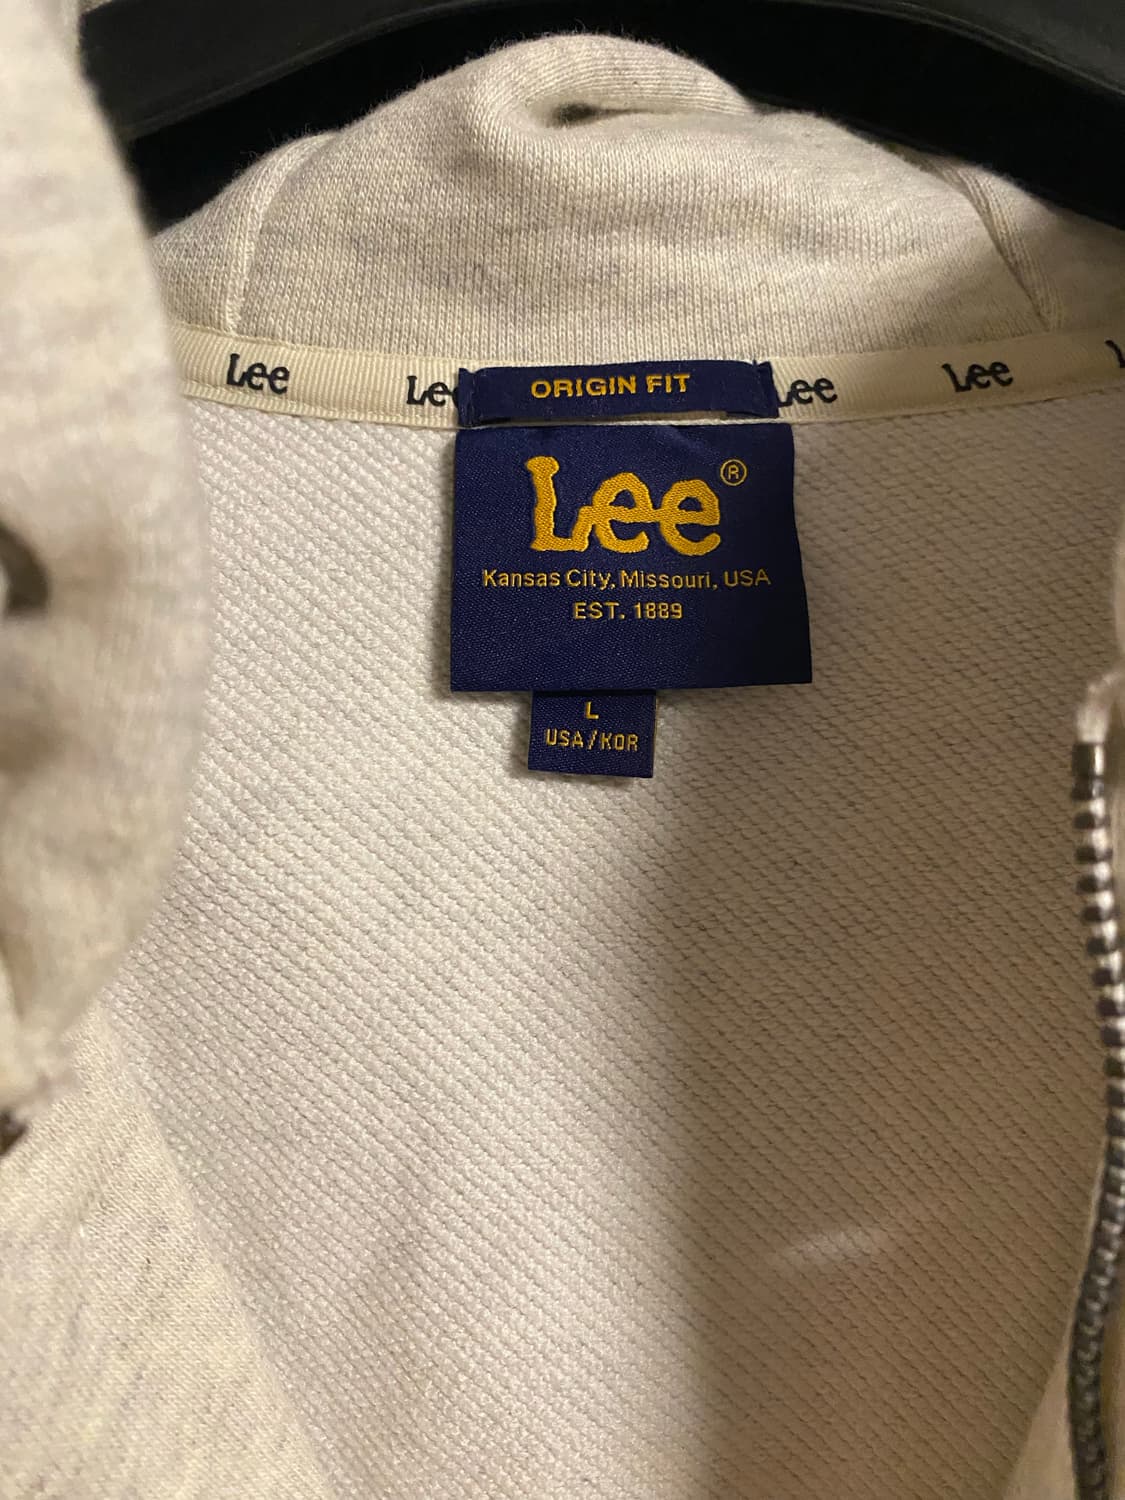 Lee Lee ORIGIN FIT Lee Lee
Lee®
Kansas City, Missouri, USA
EST. 1889
L
USA/KOR